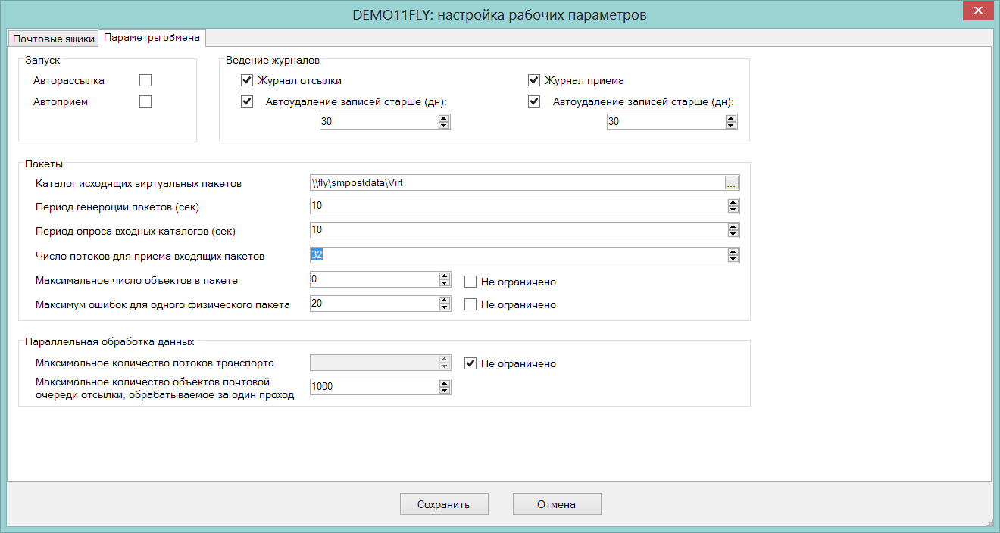 DEMO11FLY: настройка рабочих параметров
Почтовые ящики
Параметры обмена
Запуск
Авторассылка
Автоприем
Ведение журналов
Журнал отсылки
Журнал приема
Автоудаление записей старше (дн):
Автоудаление записей старше (дн):
30
30
Пакеты
Каталог исходящих виртуальных пакетов
\\fly\smpostdata\Virt
...
Период генерации пакетов (сек)
10
Период опроса входных каталогов (сек)
10
Число потоков для приема входящих пакетов
32
Максимальное число объектов в пакете
0
Не ограничено
Максимум ошибок для одного физического пакета
20
Не ограничено
Параллельная обработка данных
Максимальное количество потоков транспорта
Не ограничено
Максимальное количество объектов почтовой
очереди отсылки, обрабатываемое за один проход
1000
Сохранить
Отмена